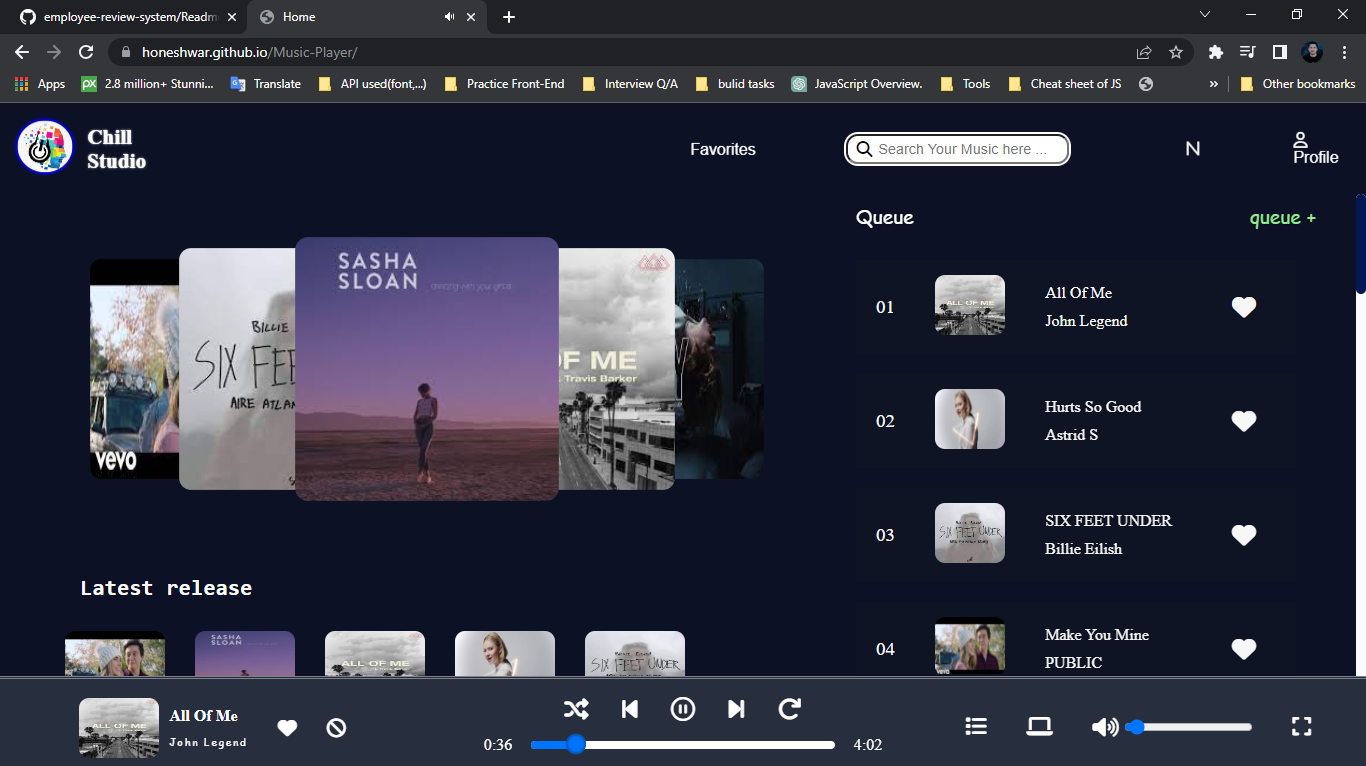 employee-review-system/Readm
Home
honeshwar.github.io/Music-Player/
Apps
px
2.8 million+ Stunni...
Translate
API used(font,...)
Practice Front-End
Interview Q/A
bulid tasks
JavaScript Overview.
Tools
Cheat sheet of JS
»
Other bookmarks
Chill
Studio
Favorites
Search Your Music here ...
N
Profile
Queue
queue +
vevo
BILLIE
SIX FEE
AIRE ATLAN
SASHA
SLOAN
dancing with your ghost
OF ME
Travis Barker
01
ALL OF ME
All Of Me
John Legend
02
Hurts So Good
Astrid S
03
SIX FEET UNDER
SIX FEET UNDER
Billie Eilish
04
vevo
Make You Mine
PUBLIC
Latest release
SASHA
SLOAN
ALL OF ME
SIX FEET UNDER
ALL OF ME
All Of Me
John Legend
0:36
4:02